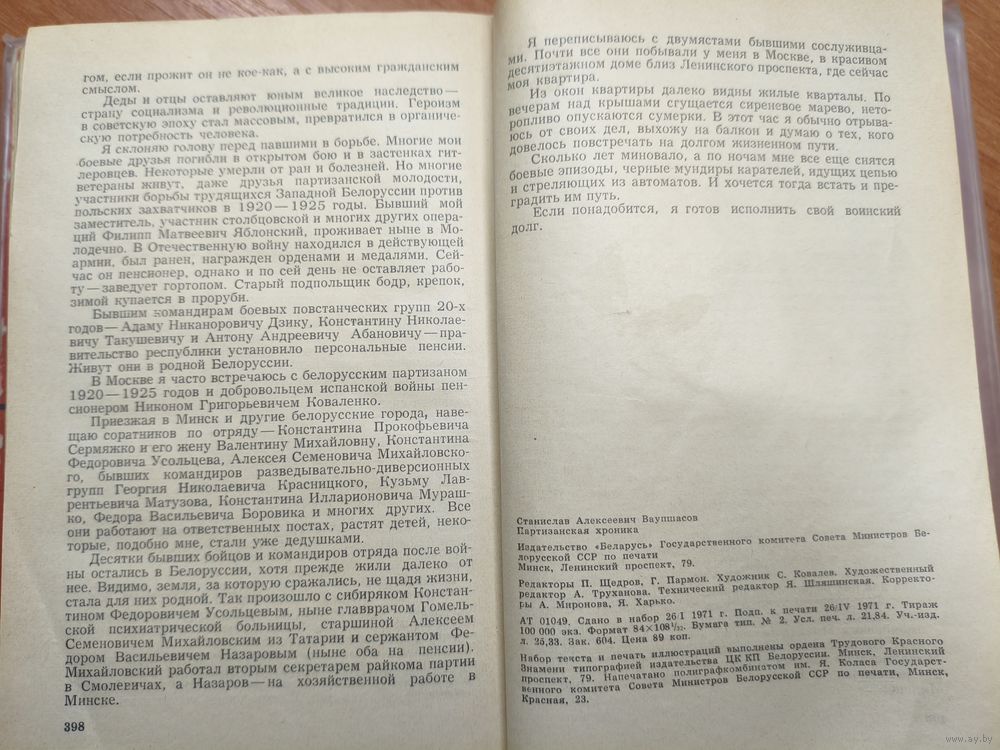 гом, если прожит он не кое-как, а с высоким гражданским
смыслом.
Деды и отцы оставляют юным великое наследство —
страну социализма и революционные традиции. Героизм
в советскую эпоху стал массовым, превратился в органиче-
скую потребность человека.
Я склоняю голову перед павшими в борьбе. Многие мои
боевые друзья погибли в открытом бою и в застенках гит-
леровцев. Некоторые умерли от ран и болезней. Но многие
ветераны живут, даже друзья партизанской молодости,
участники борьбы трудящихся Западной Белоруссии против
польских захватчиков в 1920—1925 годы. Бывший мой
заместитель, участник столбцовской и многих других опера-
ций Филипп Матвеевич Яблонский, проживает ныне в Мо-
лодечно. В Отечественную войну находился в действующей
армии, был ранен, награжден орденами и медалями. Сей-
час он пенсионер, однако и по сей день не оставляет рабо-
ту — заведует гортопом. Старый подпольщик бодр, крепок,
зимой купается в проруби.
Бывшим командирам боевых повстанческих групп 20-х
годов — Адаму Никаноровичу Дзику, Константину Николае-
вичу Такушевичу и Антону Андреевичу Абановичу — пра-
вительство республики установило персональные пенсии.
Живут они в родной Белоруссии.
В Москве я часто встречаюсь с белорусским партизаном
1920—1925 годов и добровольцем испанской войны пен-
сионером Никоном Григорьевичем Коваленко.
Приезжая в Минск и другие белорусские города, наве-
щаю соратников по отряду — Константина Прокофьевича
Сермяжко и его жену Валентину Михайловну, Константина
Федоровича Усольцева, Алексея Семеновича Михайловско-
го, бывших командиров разведывательно-диверсионных
групп Георгия Николаевича Красницкого, Кузьму Лав-
рентьевича Матузова, Константина Илларионовича Мураш-
ко, Федора Васильевича Боровика и многих других. Все
они работают на ответственных постах, растят детей, неко-
торые, подобно мне, стали уже дедушками.
Десятки бывших бойцов и командиров отряда после вой-
ны остались в Белоруссии, хотя прежде жили далеко от
нее. Видимо, земля, за которую сражались, не щадя жизни,
стала для них родной. Так произошло с сибиряком Констан-
тином Федоровичем Усольцевым, ныне главврачом Гомель-
ской психиатрической больницы, старшиной Алексеем
Семеновичем Михайловским из Татарии и сержантом Фе-
дором Васильевичем Назаровым (ныне оба на пенсии).
Михайловский работал вторым секретарем райкома партии
в Смолевичах, а Назаров — на хозяйственной работе в
Минске.
398
Я переписываюсь с двумястами бывшими сослуживца-
ми. Почти все они побывали у меня в Москве, в красивом
десятиэтажном доме близ Ленинского проспекта, где сейчас
моя квартира.
Из окон квартиры далеко видны жилые кварталы. По
вечерам над крышами сгущается сиреневое марево, нето-
ропливо опускаются сумерки. В этот час я обычно отрыва-
юсь от своих дел, выхожу на балкон и думаю о тех, кого
довелось повстречать на долгом жизненном пути.
Сколько лет миновало, а по ночам мне все еще снятся
боевые эпизоды, черные мундиры карателей, идущих цепью
и стреляющих из автоматов. И хочется тогда встать и пре-
градить им путь.
Если понадобится, я готов исполнить свой воинский
долг.
Станислав Алексеевич Ваупшасов
Партизанская хроника
Издательство «Беларусь» Государственного комитета Совета Министров Бе-
лорусской ССР по печати
Минск, Ленинский проспект, 79.
Редакторы П. Щедров, Г. Пармон. Художник С. Ковалев. Художественный
редактор А. Труханова. Технический редактор Я. Шляшинская. Корректо-
ры А. Миронова, Я. Харько.
АТ 01049. Сдано в набор 26/I 1971 г. Подп. к печати 26/IV 1971 г. Тираж
100 000 экз. Формат 84×108¹/₃₂. Бумага тип. № 2. Усл. печ. л. 21,84. Уч.-изд.
л. 25,33. Зак. 604. Цена 89 коп.
Набор текста и печать иллюстраций выполнены ордена Трудового Красного
Знамени типографией издательства ЦК КП Белоруссии. Минск, Ленинский
проспект, 79. Напечатано полиграфкомбинатом им. Я. Коласа Государст-
венного комитета Совета Министров Белорусской ССР по печати, Минск,
Красная, 23.
www.ay.by